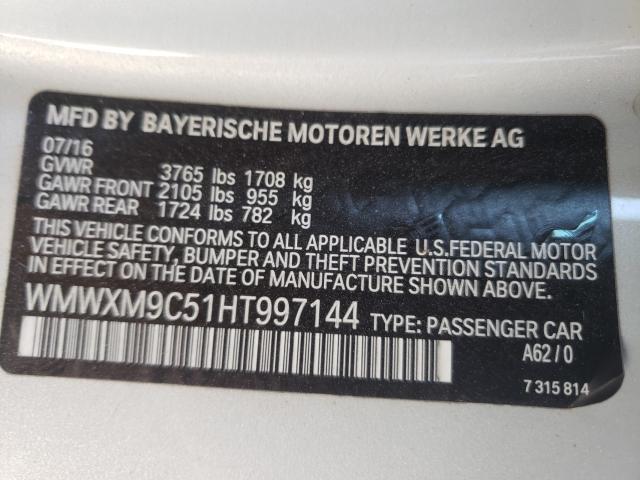 MFD BY BAYERISCHE MOTOREN WERKE AG
07/16
GVWR 3765 lbs 1708 kg
GAWR FRONT 2105 lbs 955 kg
GAWR REAR 1724 lbs 782 kg
THIS VEHICLE CONFORMS TO ALL APPLICABLE U.S.FEDERAL MOTOR
VEHICLE SAFETY, BUMPER AND THEFT PREVENTION STANDARDS
IN EFFECT ON THE DATE OF MANUFACTURE SHOWN ABOVE.
WMWXM9C51HT997144 TYPE: PASSENGER CAR
A62/0
7 315 814